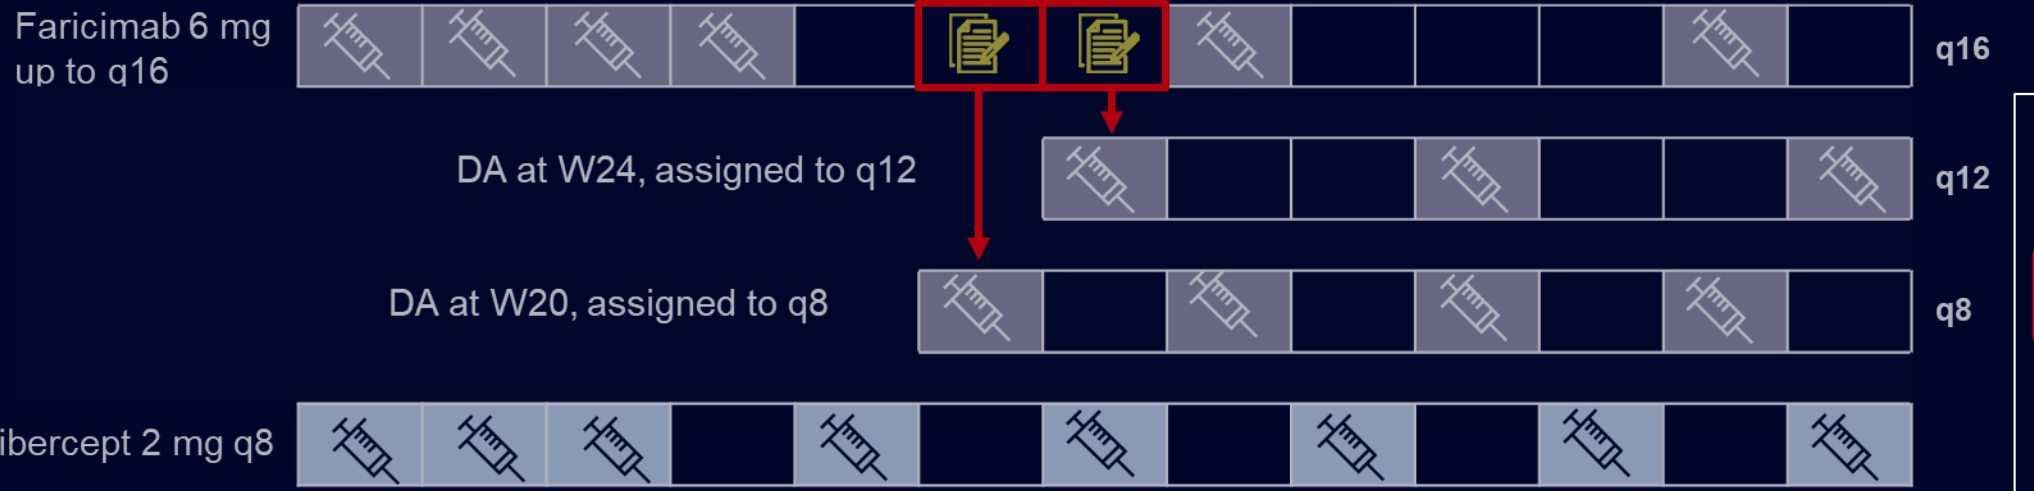 Faricimab 6 mg
up to q16
q16
DA at W24, assigned to q12
q12
DA at W20, assigned to q8
q8
ibercept 2 mg q8